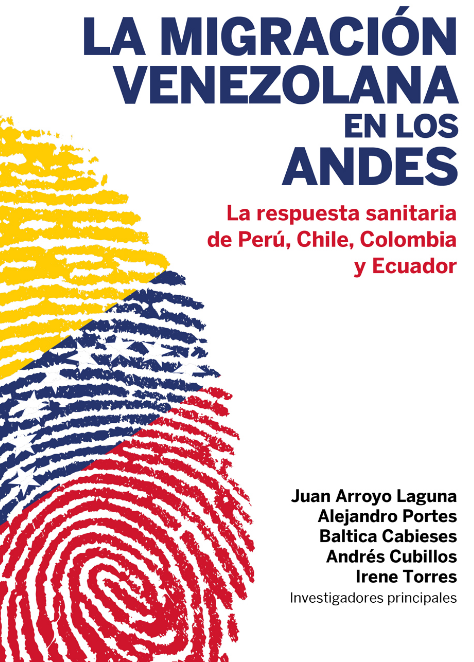 LA MIGRACIÓN
VENEZOLANA
EN LOS
ANDES
La respuesta sanitaria
de Perú, Chile, Colombia
y Ecuador
Juan Arroyo Laguna
Alejandro Portes
Baltica Cabieses
Andrés Cubillos
Irene Torres
Investigadores principales